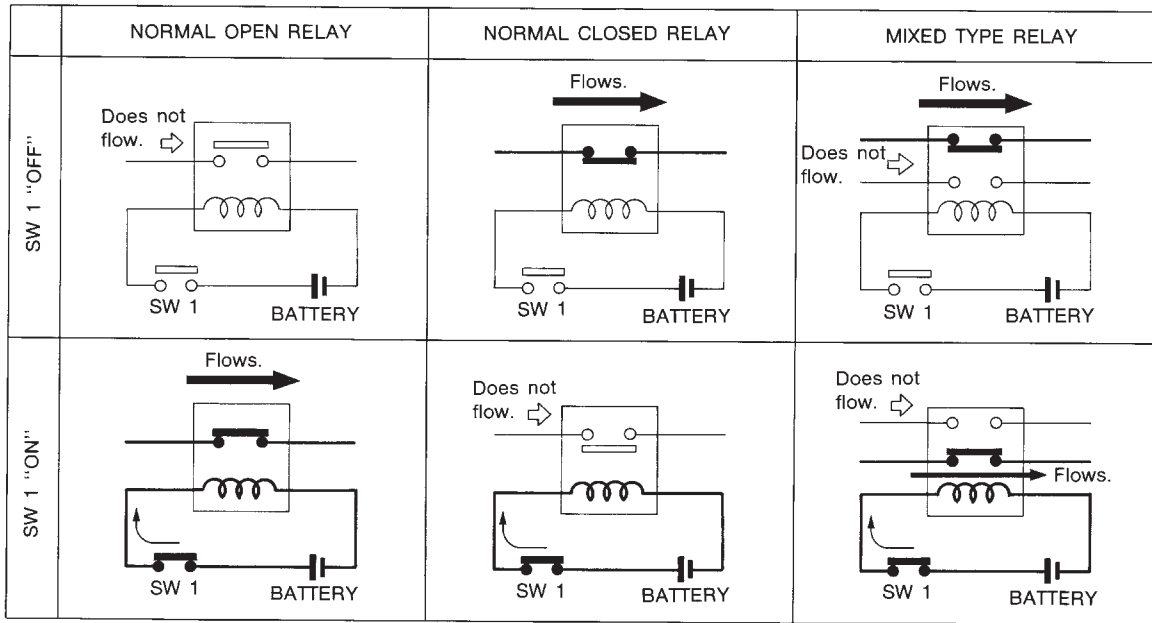 NORMAL OPEN RELAY
NORMAL CLOSED RELAY
MIXED TYPE RELAY
SW 1 "OFF"
Does not
flow.
SW 1
BATTERY
Flows.
SW 1
BATTERY
Flows.
Does not
flow.
SW 1
BATTERY
SW 1 "ON"
Flows.
SW 1
BATTERY
Does not
flow.
SW 1
BATTERY
Does not
flow.
Flows.
SW 1
BATTERY